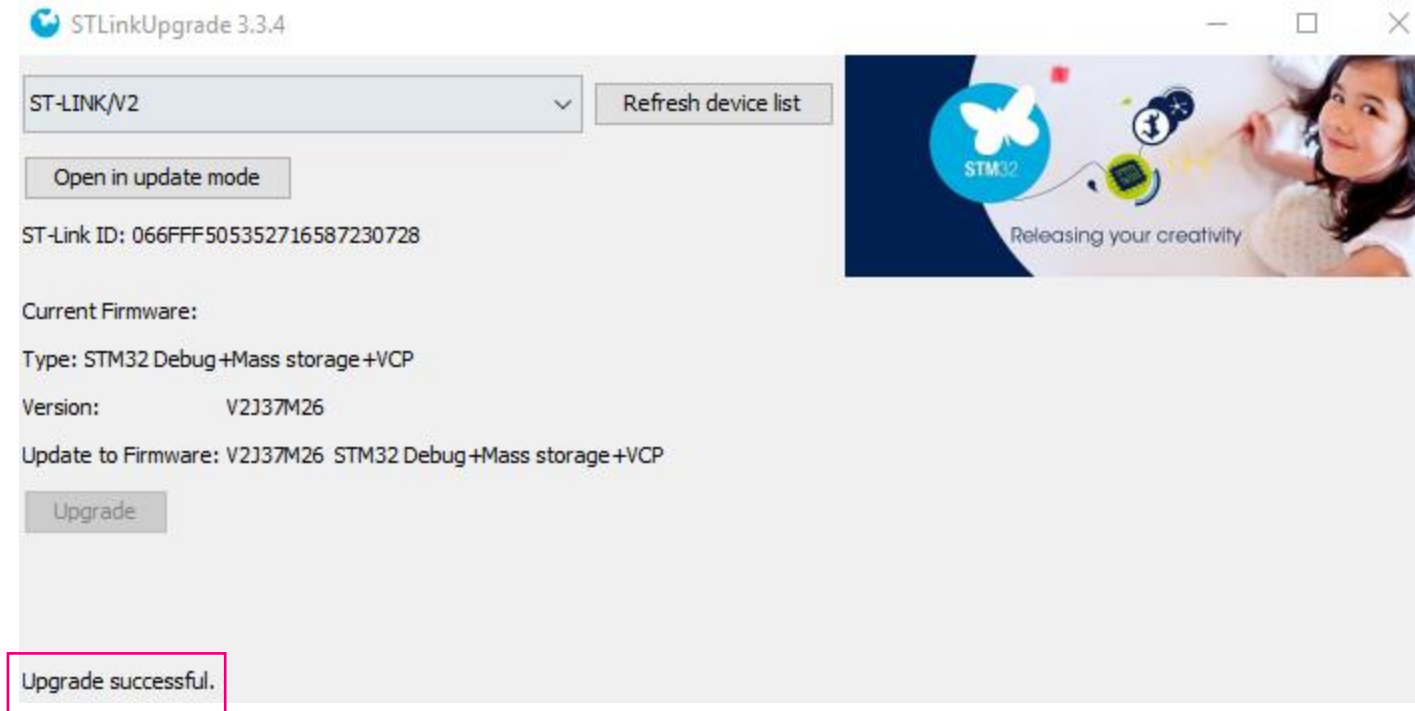 STLinkUpgrade 3.3.4
ST-LINK/V2
Refresh device list
Open in update mode
ST-Link ID: 066FFF505352716587230728
STM32
Releasing your creativity
Current Firmware:
Type: STM32 Debug+Mass storage+VCP
Version: V2J37M26
Update to Firmware: V2J37M26 STM32 Debug+Mass storage+VCP
Upgrade
Upgrade successful.